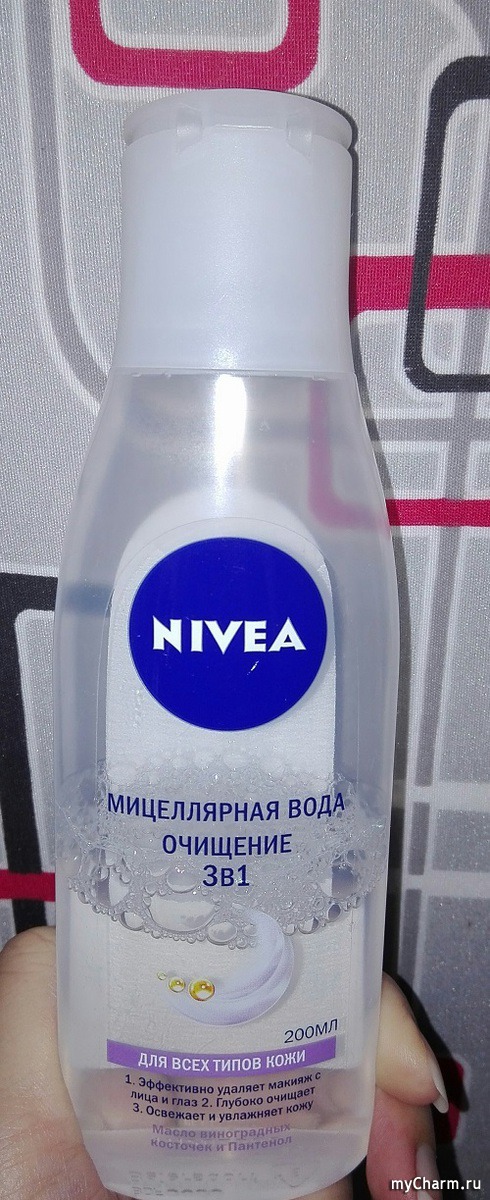 NIVEA
МИЦЕЛЛЯРНАЯ ВОДА
ОЧИЩЕНИЕ
3В1
200МЛ
ДЛЯ ВСЕХ ТИПОВ КОЖИ
1. Эффективно удаляет макияж с
лица и глаз 2. Глубоко очищает
3. Освежает и увлажняет кожу
Масло виноградных
косточек и Пантенол
myCharm.ru